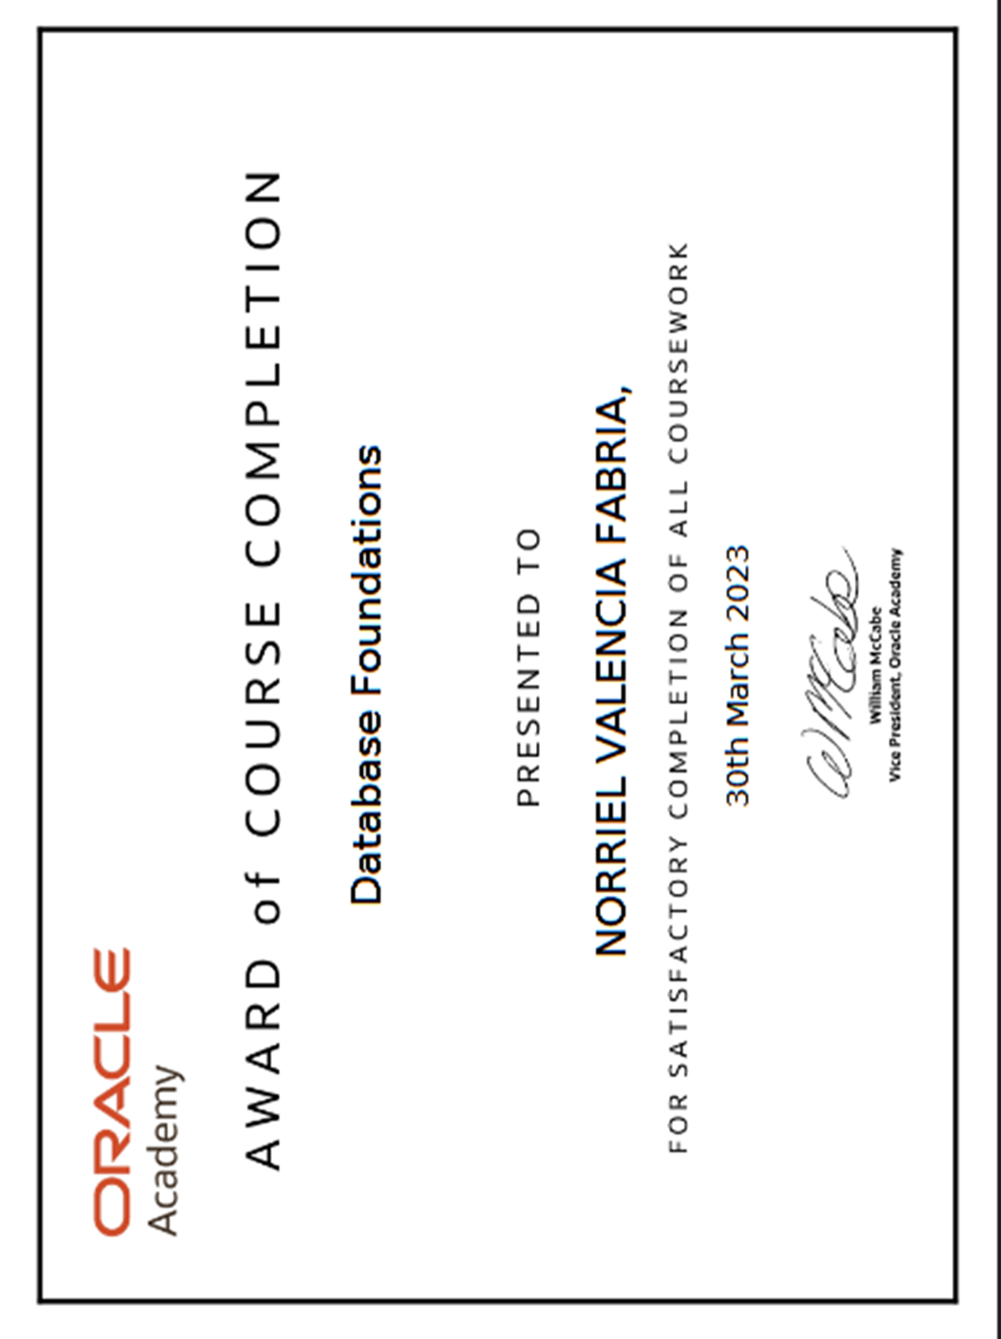 ORACLE
Academy
AWARD of COURSE COMPLETION
Database Foundations
PRESENTED TO
NORRIEL VALENCIA FABRIA,
FOR SATISFACTORY COMPLETION OF ALL COURSEWORK
30th March 2023
W McCabe
William McCabe
Vice President, Oracle Academy